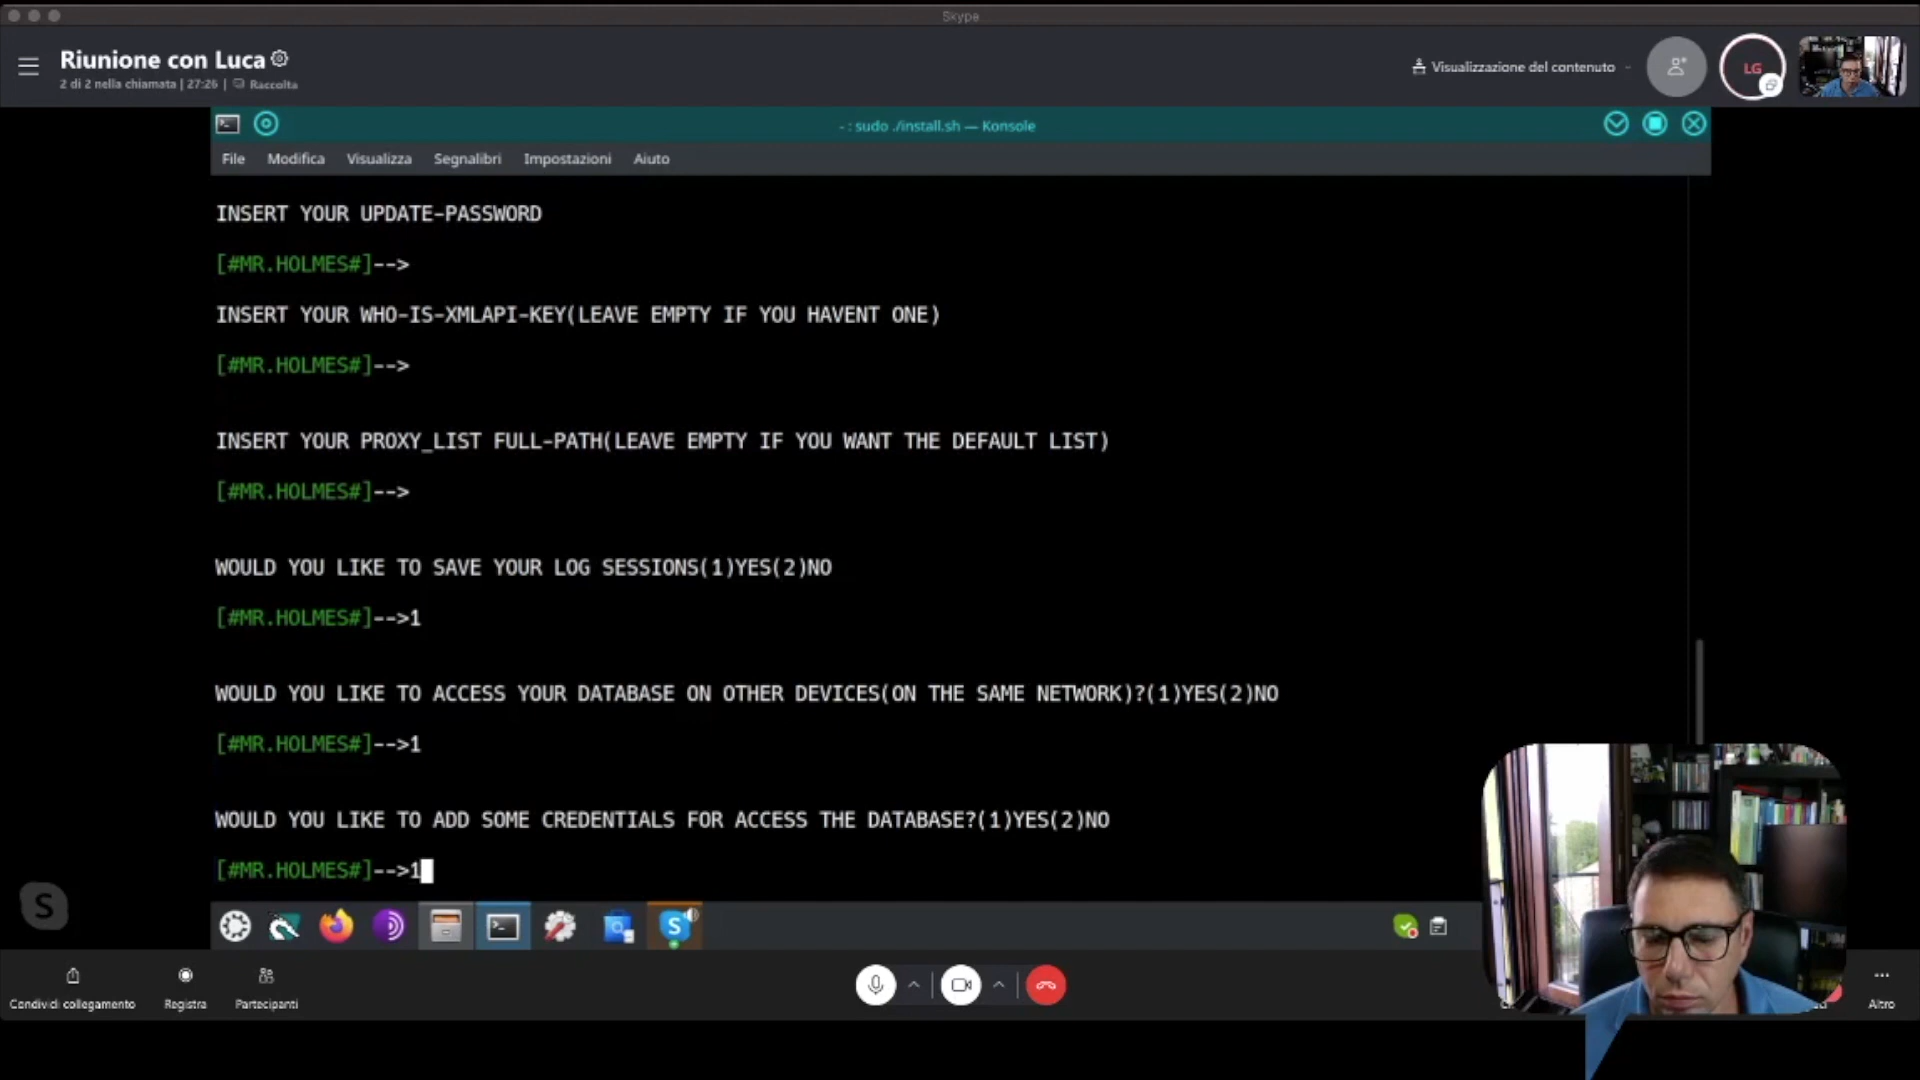 Skype
Riunione con Luca
2 di 2 nella chiamata | 27:26 | Raccolta
Visualizzazione del contenuto
LG
- : sudo ./install.sh — Konsole
File Modifica Visualizza Segnalibri Impostazioni Aiuto
INSERT YOUR UPDATE-PASSWORD
[#MR.HOLMES#]-->
INSERT YOUR WHO-IS-XMLAPI-KEY(LEAVE EMPTY IF YOU HAVENT ONE)
[#MR.HOLMES#]-->
INSERT YOUR PROXY_LIST FULL-PATH(LEAVE EMPTY IF YOU WANT THE DEFAULT LIST)
[#MR.HOLMES#]-->
WOULD YOU LIKE TO SAVE YOUR LOG SESSIONS(1)YES(2)NO
[#MR.HOLMES#]-->1
WOULD YOU LIKE TO ACCESS YOUR DATABASE ON OTHER DEVICES(ON THE SAME NETWORK)?(1)YES(2)NO
[#MR.HOLMES#]-->1
WOULD YOU LIKE TO ADD SOME CREDENTIALS FOR ACCESS THE DATABASE?(1)YES(2)NO
[#MR.HOLMES#]-->1
S
S
Condividi collegamento Registra Partecipanti Altro